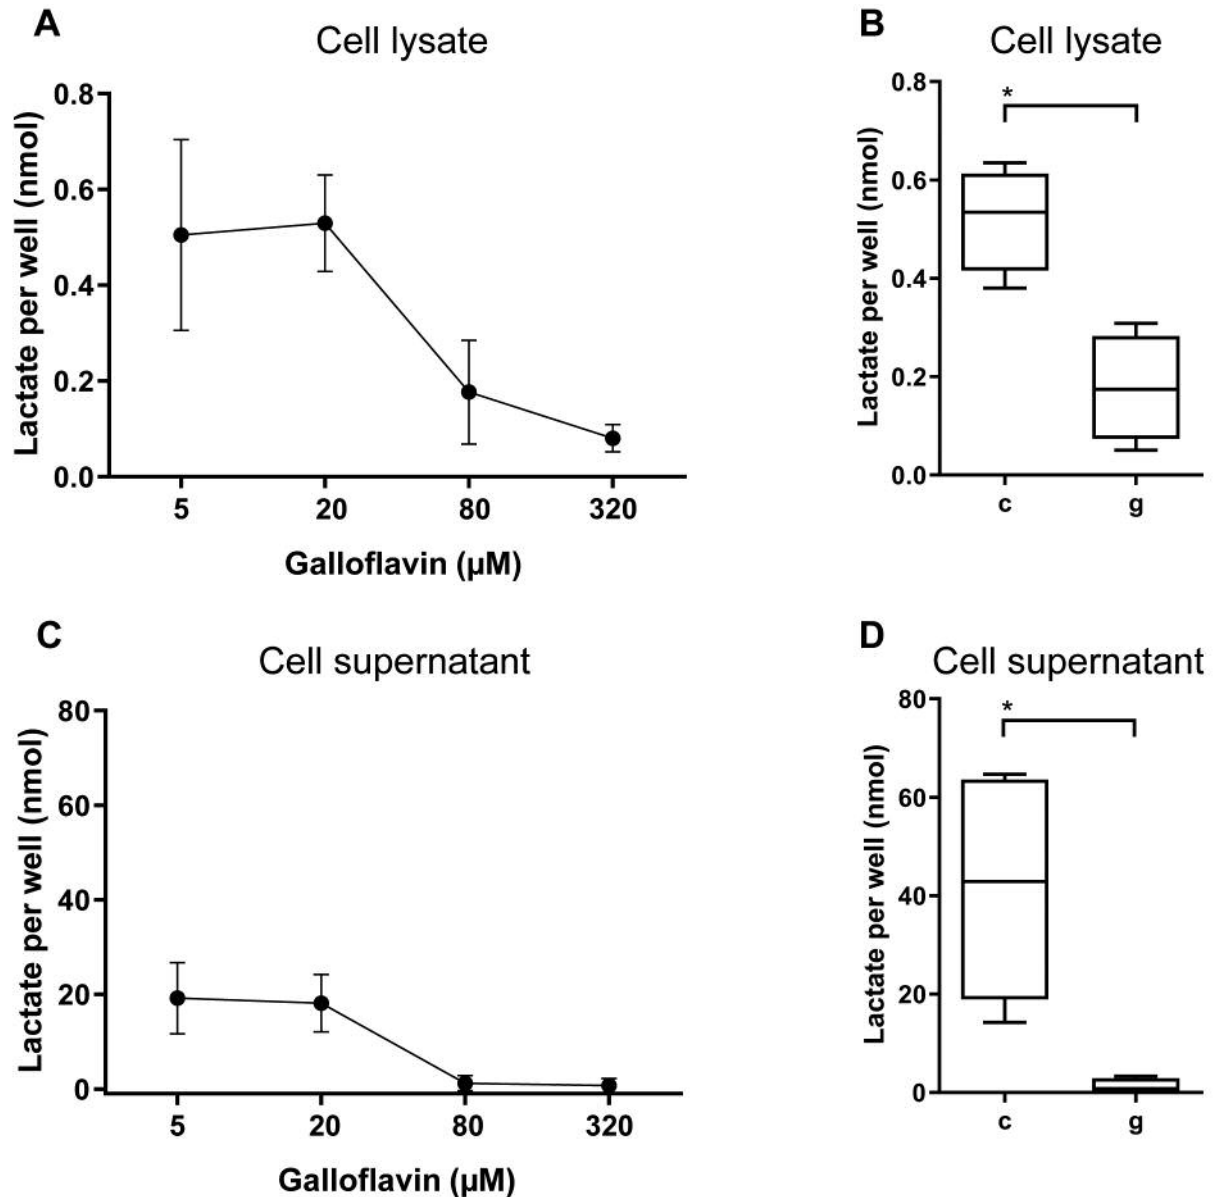 A
Cell lysate
Lactate per well (nmol)
0.8
0.6
0.4
0.2
0.0
5 20 80 320
Galloflavin (µM)
B
Cell lysate
Lactate per well (nmol)
0.8
0.6
0.4
0.2
0.0
*
c g
C
Cell supernatant
Lactate per well (nmol)
80
60
40
20
0
5 20 80 320
Galloflavin (µM)
D
Cell supernatant
Lactate per well (nmol)
80
60
40
20
0
*
c g